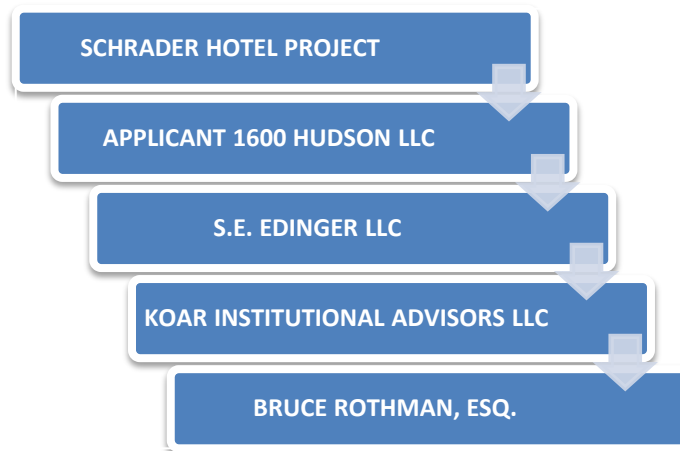 SCHRADER HOTEL PROJECT
APPLICANT 1600 HUDSON LLC
S.E. EDINGER LLC
KOAR INSTITUTIONAL ADVISORS LLC
BRUCE ROTHMAN, ESQ.